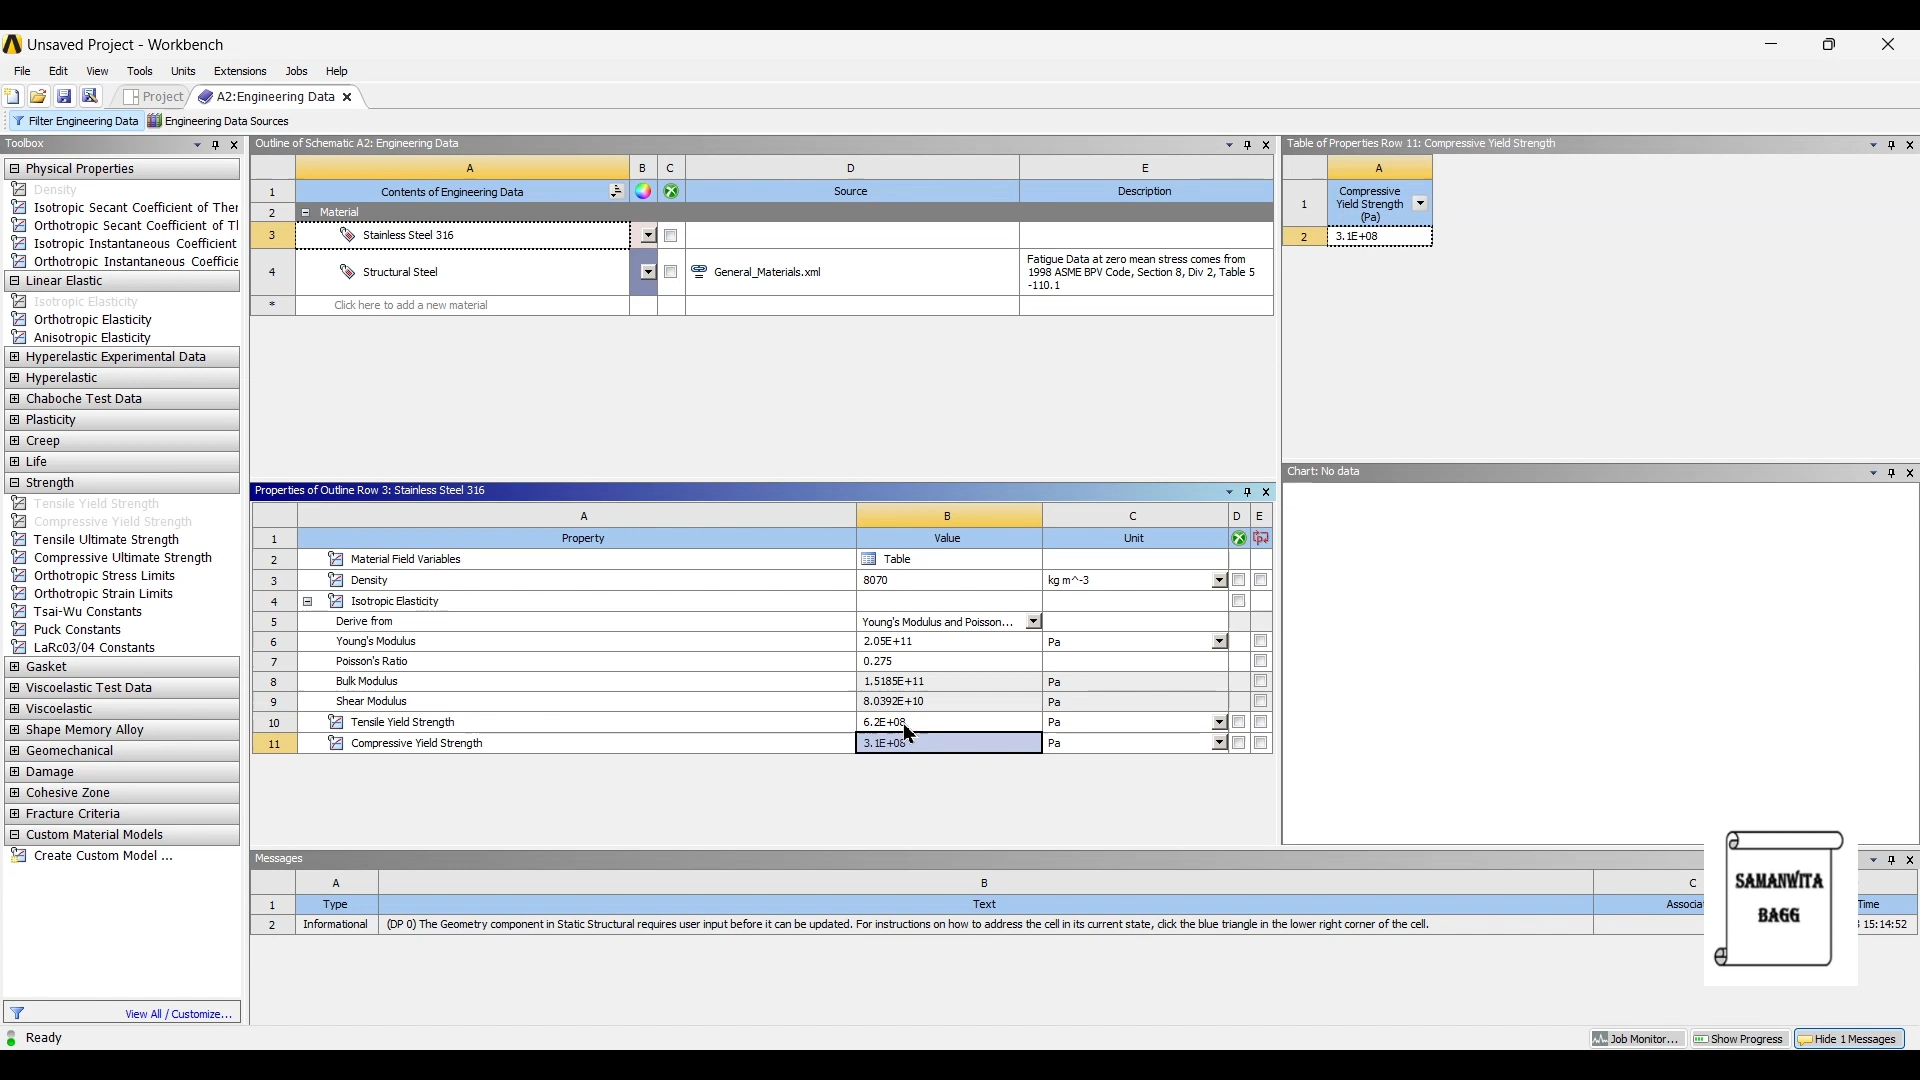 Unsaved Project - Workbench
File Edit View Tools Units Extensions Jobs Help
Project A2:Engineering Data
Filter Engineering Data Engineering Data Sources
Toolbox
Physical Properties
Density
Isotropic Secant Coefficient of Ther
Orthotropic Secant Coefficient of Tl
Isotropic Instantaneous Coefficient
Orthotropic Instantaneous Coefficie
Linear Elastic
Isotropic Elasticity
Orthotropic Elasticity
Anisotropic Elasticity
Hyperelastic Experimental Data
Hyperelastic
Chaboche Test Data
Plasticity
Creep
Life
Strength
Tensile Yield Strength
Compressive Yield Strength
Tensile Ultimate Strength
Compressive Ultimate Strength
Orthotropic Stress Limits
Orthotropic Strain Limits
Tsai-Wu Constants
Puck Constants
LaRc03/04 Constants
Gasket
Viscoelastic Test Data
Viscoelastic
Shape Memory Alloy
Geomechanical
Damage
Cohesive Zone
Fracture Criteria
Custom Material Models
Create Custom Model ...
View All / Customize...
Outline of Schematic A2: Engineering Data
A B C D E
1 Contents of Engineering Data Source Description
2 Material
3 Stainless Steel 316
4 Structural Steel General_Materials.xml
Fatigue Data at zero mean stress comes from
1998 ASME BPV Code, Section 8, Div 2, Table 5
-110.1
* Click here to add a new material
Properties of Outline Row 3: Stainless Steel 316
A B C D E
1 Property Value Unit
2 Material Field Variables Table
3 Density 8070 kg m^-3
4 Isotropic Elasticity
5 Derive from Young's Modulus and Poisson...
6 Young's Modulus 2.05E+11 Pa
7 Poisson's Ratio 0.275
8 Bulk Modulus 1.5185E+11 Pa
9 Shear Modulus 8.0392E+10 Pa
10 Tensile Yield Strength 6.2E+08 Pa
11 Compressive Yield Strength 3.1E+08 Pa
Table of Properties Row 11: Compressive Yield Strength
A
1 Compressive
Yield Strength
(Pa)
2 3.1E+08
Chart: No data
Messages
A B C
1 Type Text Associa Time
2 Informational (DP 0) The Geometry component in Static Structural requires user input before it can be updated. For instructions on how to address the cell in its current state, click the blue triangle in the lower right corner of the cell. 15:14:52
SAMANWITA
BAGG
Ready Job Monitor... Show Progress Hide 1 Messages